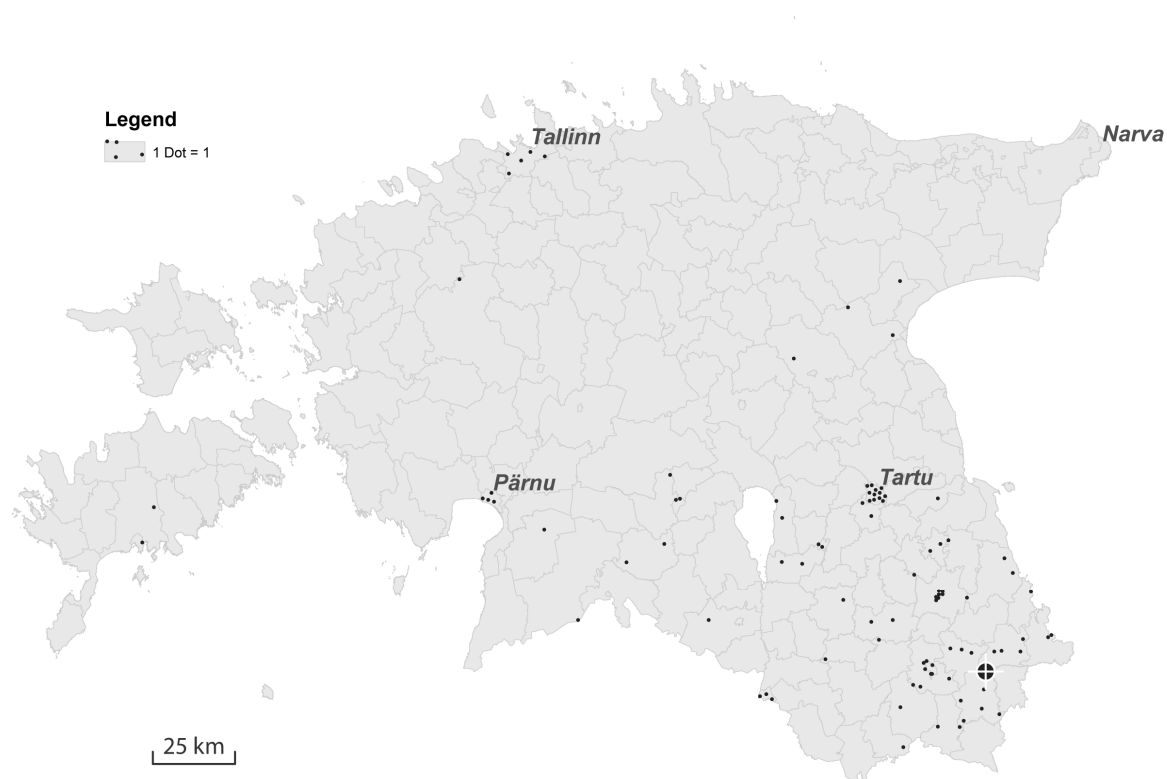 Legend
1 Dot = 1
Tallinn
Narva
Pärnu
Tartu
25 km